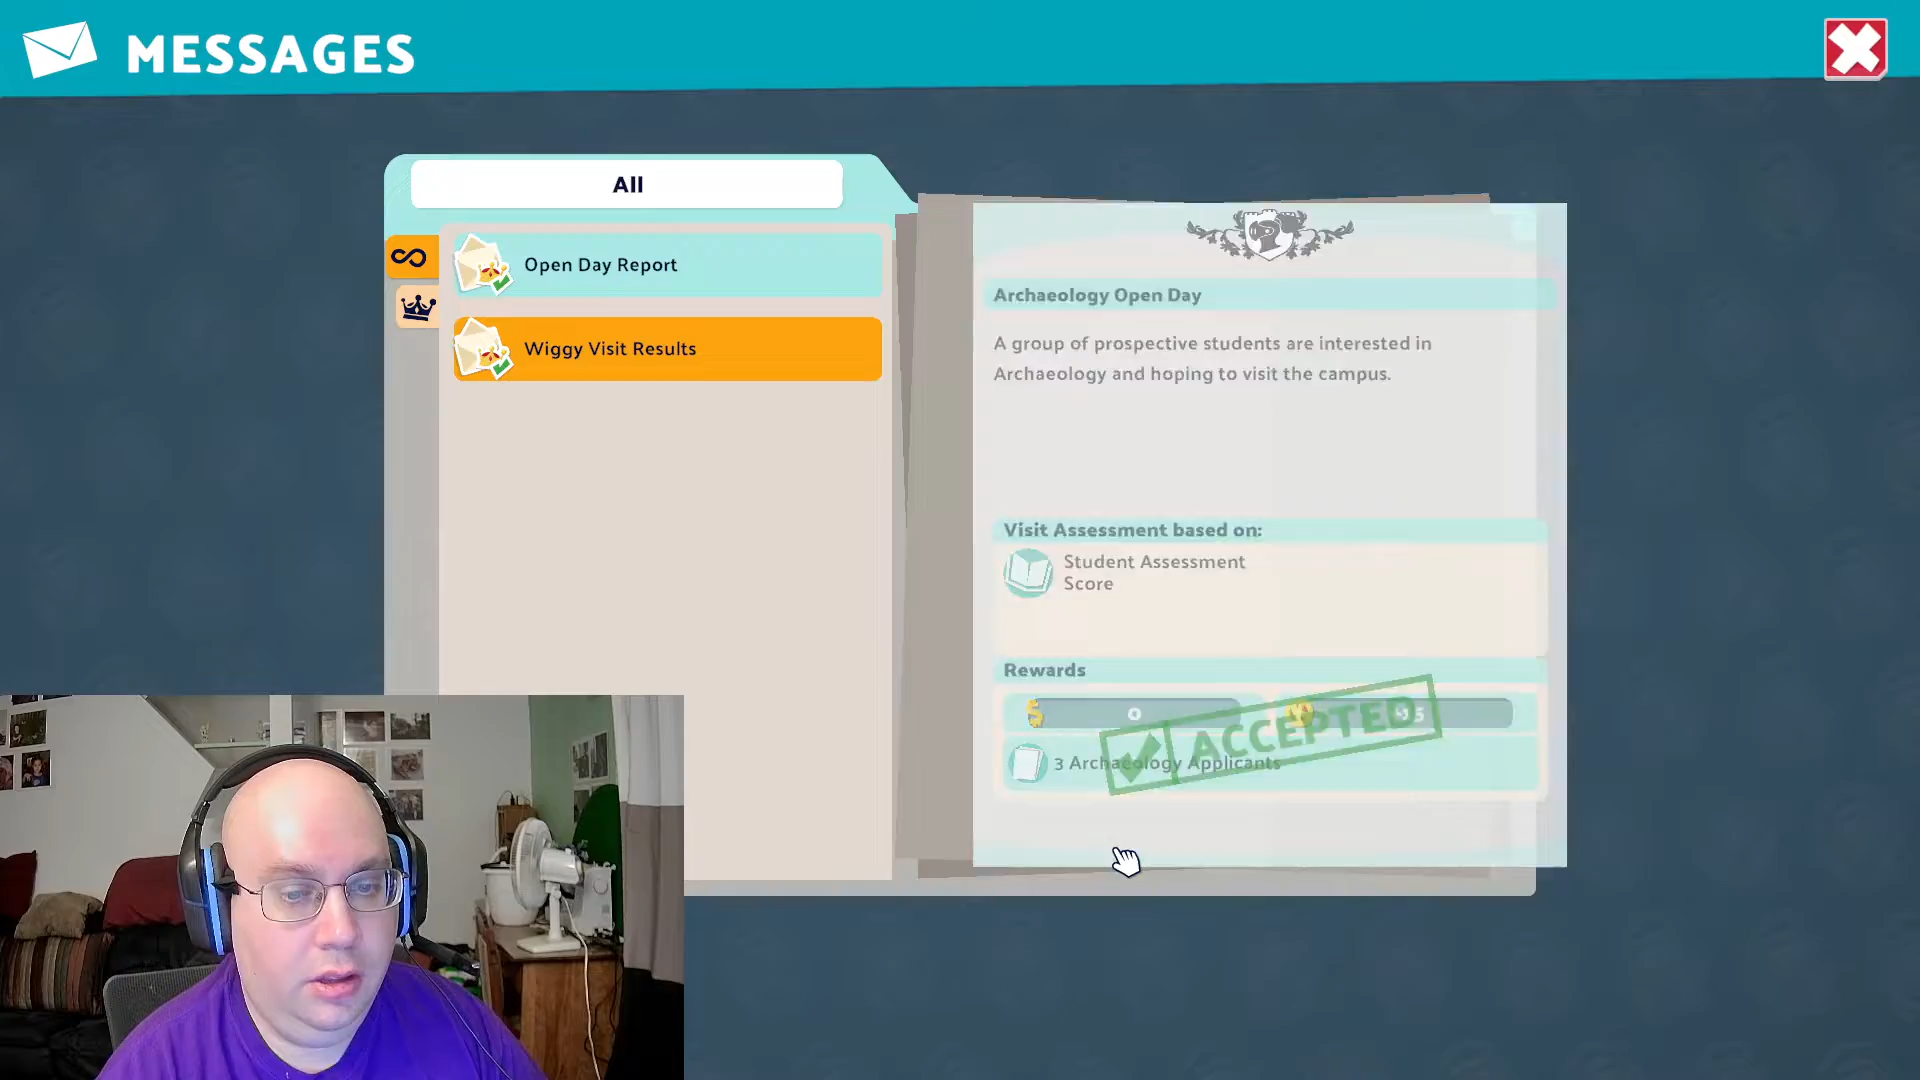 MESSAGES
All
Open Day Report
Wiggy Visit Results
Archaeology Open Day
A group of prospective students are interested in
Archaeology and hoping to visit the campus.
Visit Assessment based on:
Student Assessment
Score
Rewards
0
ACCEPTED
3 Archaeology Applicants